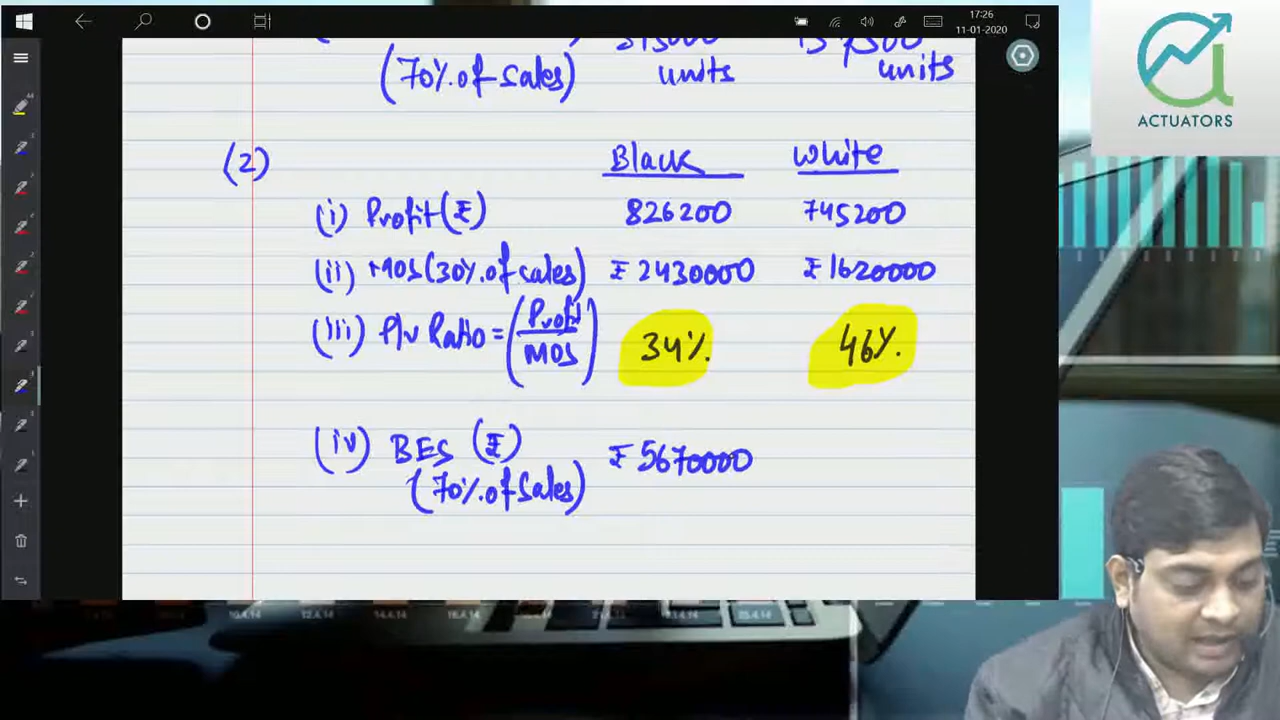 17:26
11-01-2020
ACTUATORS
(70% of Sales) units units
(2) Black White
(i) Profit (₹) 826200 745200
(ii) MOS (30% of sales) ₹2430000 ₹1620000
(iii) P/v Ratio = (Profit/MOS) 34% 46%
(iv) BES (₹) ₹5670000
(70% of Sales)